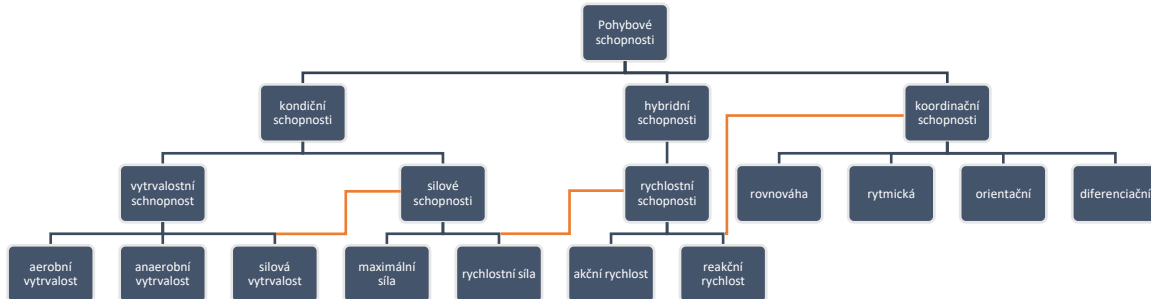 Pohybové
schopnosti
kondiční
schopnosti
hybridní
schopnosti
koordinační
schopnosti
vytrvalostní
schnopnost
silové
schopnosti
rychlostní
schopnosti
rovnováha
rytmická
orientační
diferenciační
aerobní
vytrvalost
anaerobní
vytrvalost
silová
vytrvalost
maximální
síla
rychlostní síla
akční rychlost
reakční
rychlost